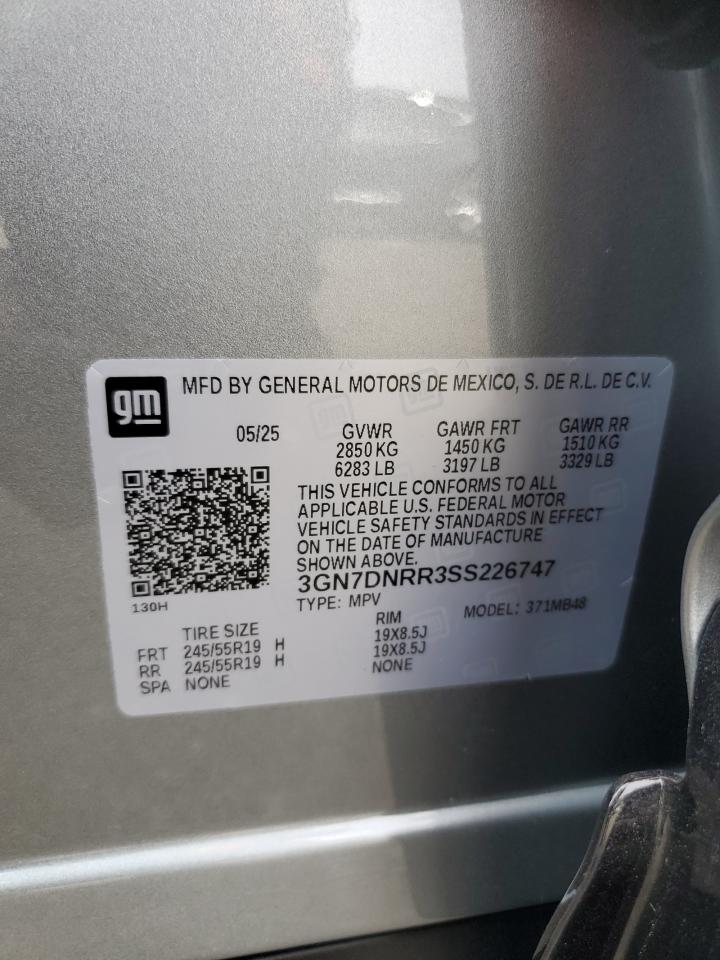 gm
MFD BY GENERAL MOTORS DE MEXICO, S. DE R.L. DE C.V.
05/25 GVWR GAWR FRT GAWR RR
2850 KG 1450 KG 1510 KG
6283 LB 3197 LB 3329 LB
THIS VEHICLE CONFORMS TO ALL
APPLICABLE U.S. FEDERAL MOTOR
VEHICLE SAFETY STANDARDS IN EFFECT
ON THE DATE OF MANUFACTURE
SHOWN ABOVE.
3GN7DNRR3SS226747
130H TYPE: MPV MODEL: 371MB48
TIRE SIZE RIM
FRT 245/55R19 H 19X8.5J
RR 245/55R19 H 19X8.5J
SPA NONE NONE